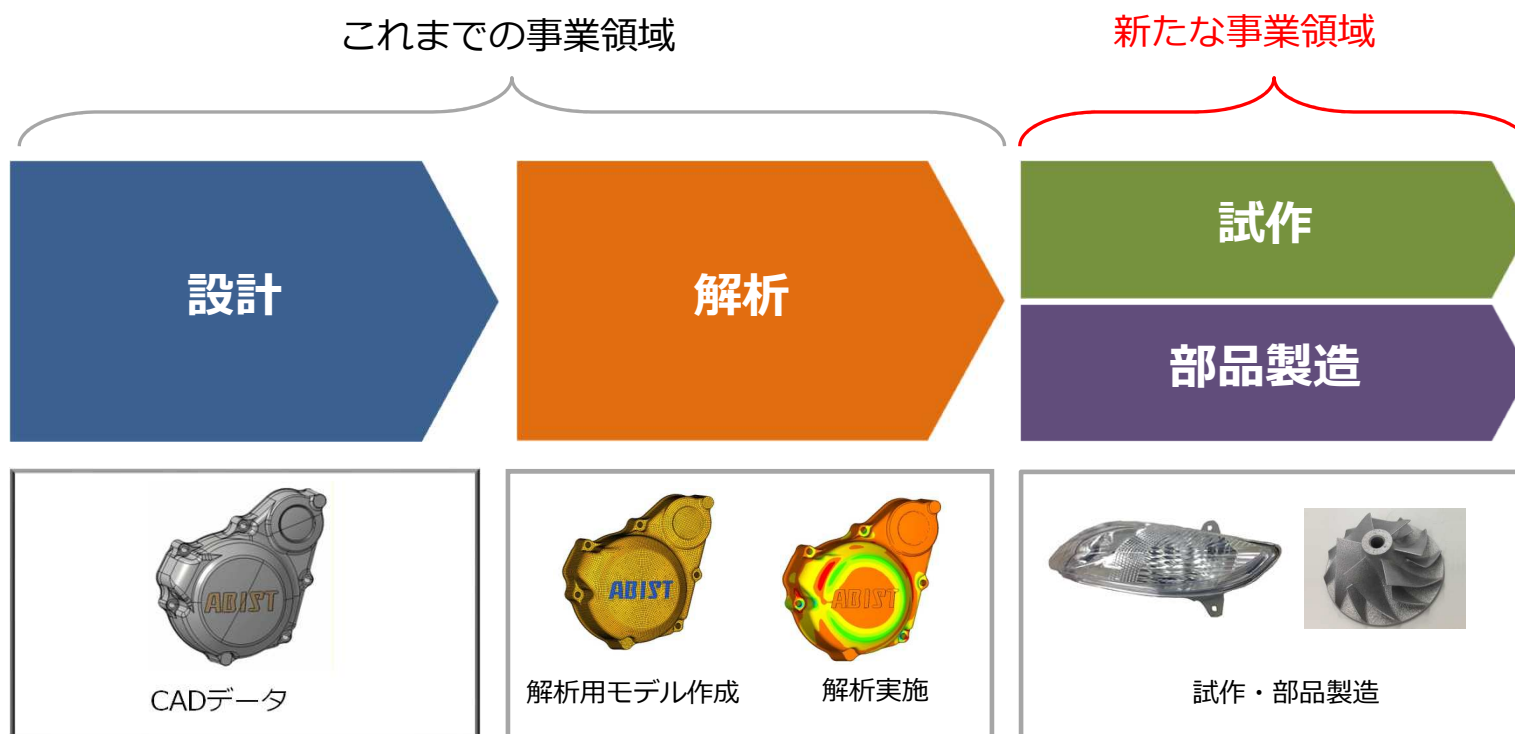 これまでの事業領域
新たな事業領域
設計
解析
試作
部品製造
ABIST
ABIST
ABIST
CADデータ
解析用モデル作成
解析実施
試作・部品製造